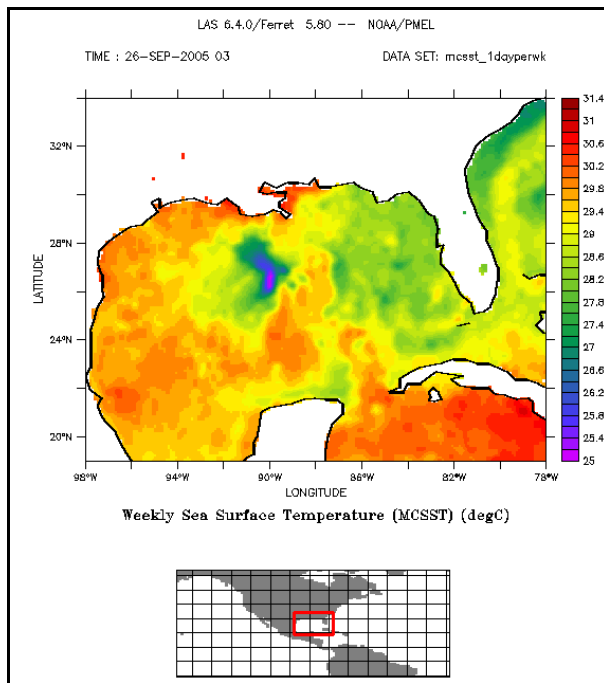 LAS 6.4.0/Ferret 5.80 -- NOAA/PMEL
TIME : 26-SEP-2005 03 DATA SET: mcsst_1dayperwk
32°N
28°N
24°N
20°N
LATITUDE
98°W 94°W 90°W 86°W 82°W 78°W
LONGITUDE
31.4
31
30.6
30.2
29.8
29.4
29
28.6
28.2
27.8
27.4
27
26.6
26.2
25.8
25.4
25
Weekly Sea Surface Temperature (MCSST) (degC)